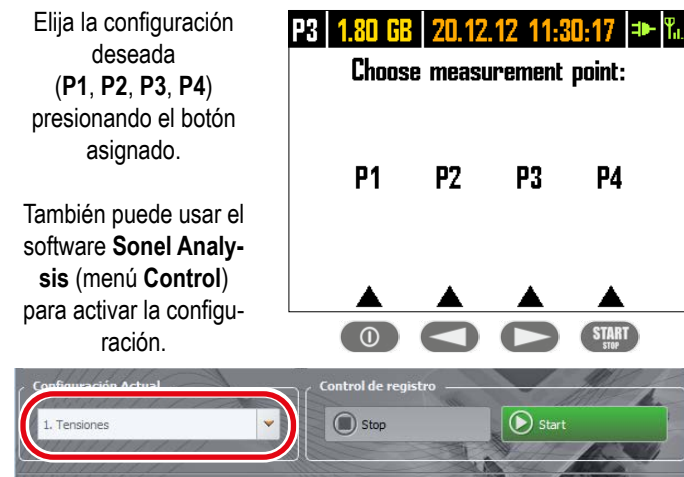 Elija la configuración
deseada
(P1, P2, P3, P4)
presionando el botón
asignado.
También puede usar el
software Sonel Analy-
sis (menú Control)
para activar la configu-
ración.
P3 1.80 GB 20.12.12 11:30:17
Choose measurement point:
P1 P2 P3 P4
START
STOP
Configuración Actual
1. Tensiones
Control de registro
Stop
Start